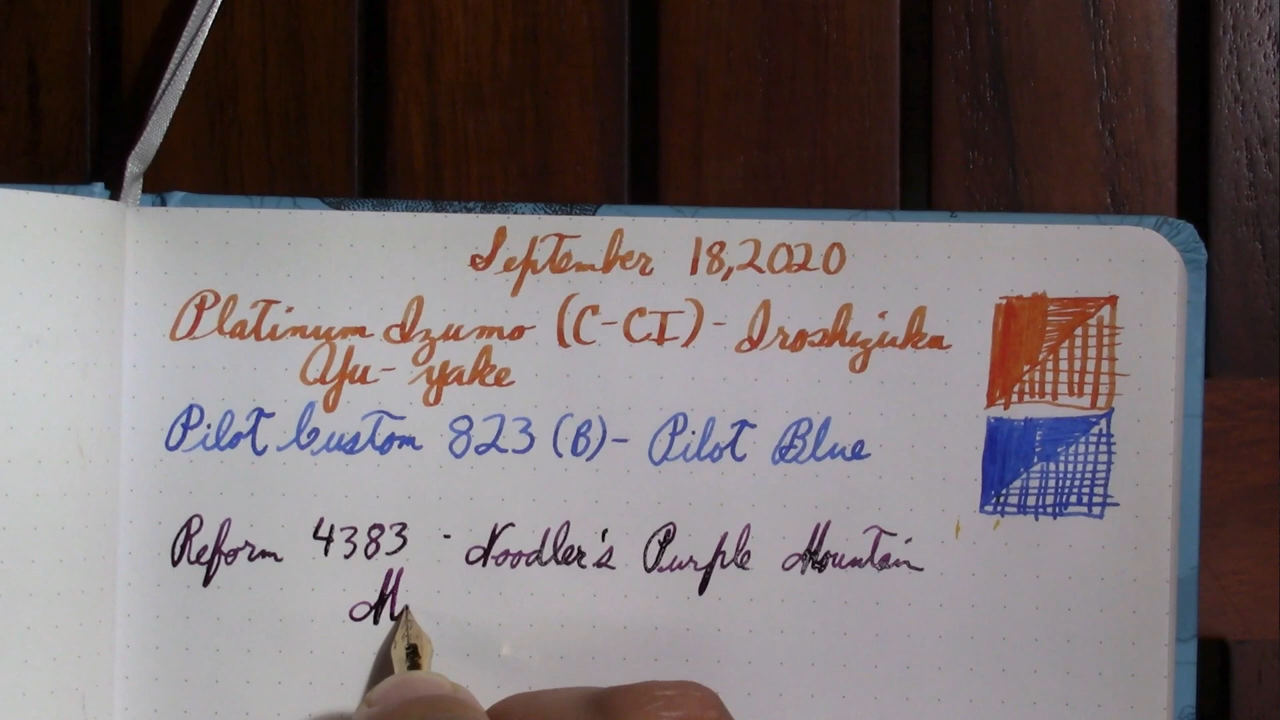 September 18, 2020
Platinum Izumo (C-CI) - Iroshizuku
Yu-yake
Pilot Custom 823 (B) - Pilot Blue
Reform 4383 - Noodler's Purple Mountain
M